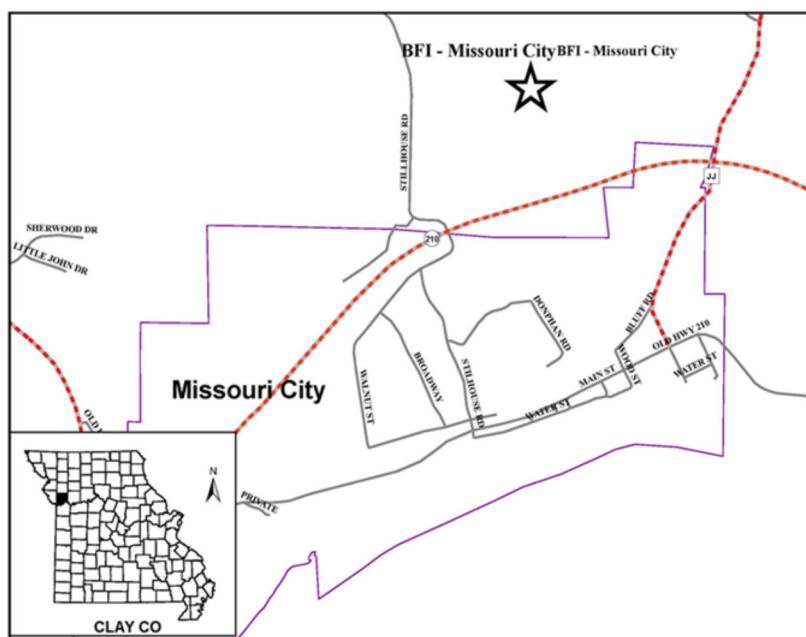 BFI - Missouri City BFI - Missouri City
STILLHOUSE RD
JJ
SHERWOOD DR
LITTLE JOHN DR
210
DONPHAN RD
BLUFF RD
OLD HWY 210
WOOD ST
MAIN ST
WATER ST
WATER ST
BROADWAY
STILHOUSE RD
WALNUT ST
Missouri City
PRIVATE
N
CLAY CO